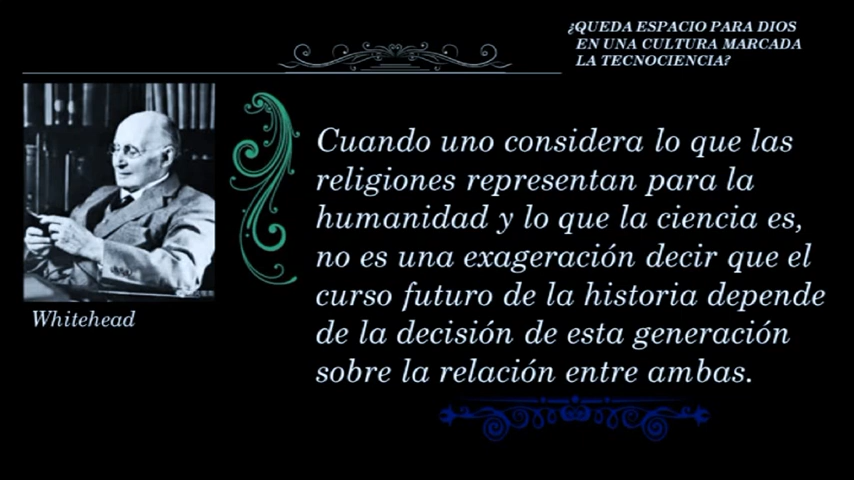 ¿QUEDA ESPACIO PARA DIOS
EN UNA CULTURA MARCADA
LA TECNOCIENCIA?
Cuando uno considera lo que las
religiones representan para la
humanidad y lo que la ciencia es,
no es una exageración decir que el
curso futuro de la historia depende
de la decisión de esta generación
sobre la relación entre ambas.
Whitehead